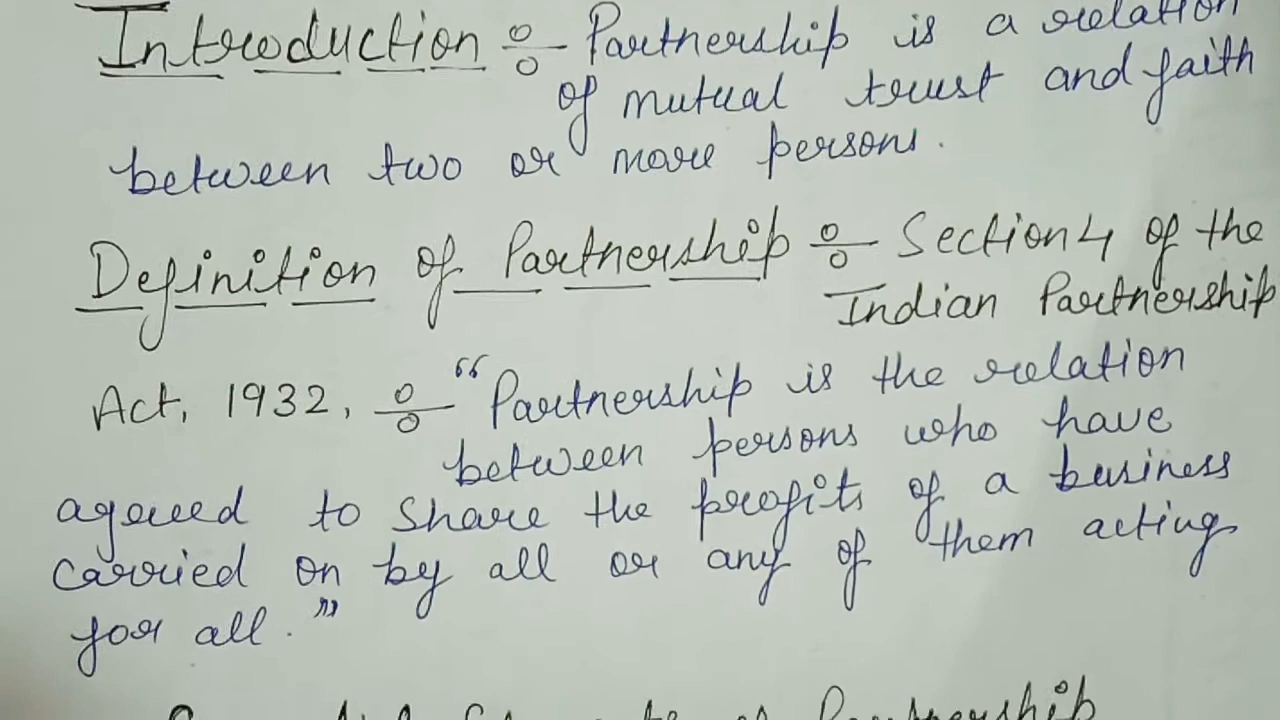 Introduction :- Partnership is a relation
of mutual trust and faith
between two or more persons.
Definition of Partnership :- Section 4 of the
Indian Partnership
Act, 1932, :- "Partnership is the relation
between persons who have
agreed to share the profits of a business
carried on by all or any of them acting
for all."
of Partnership